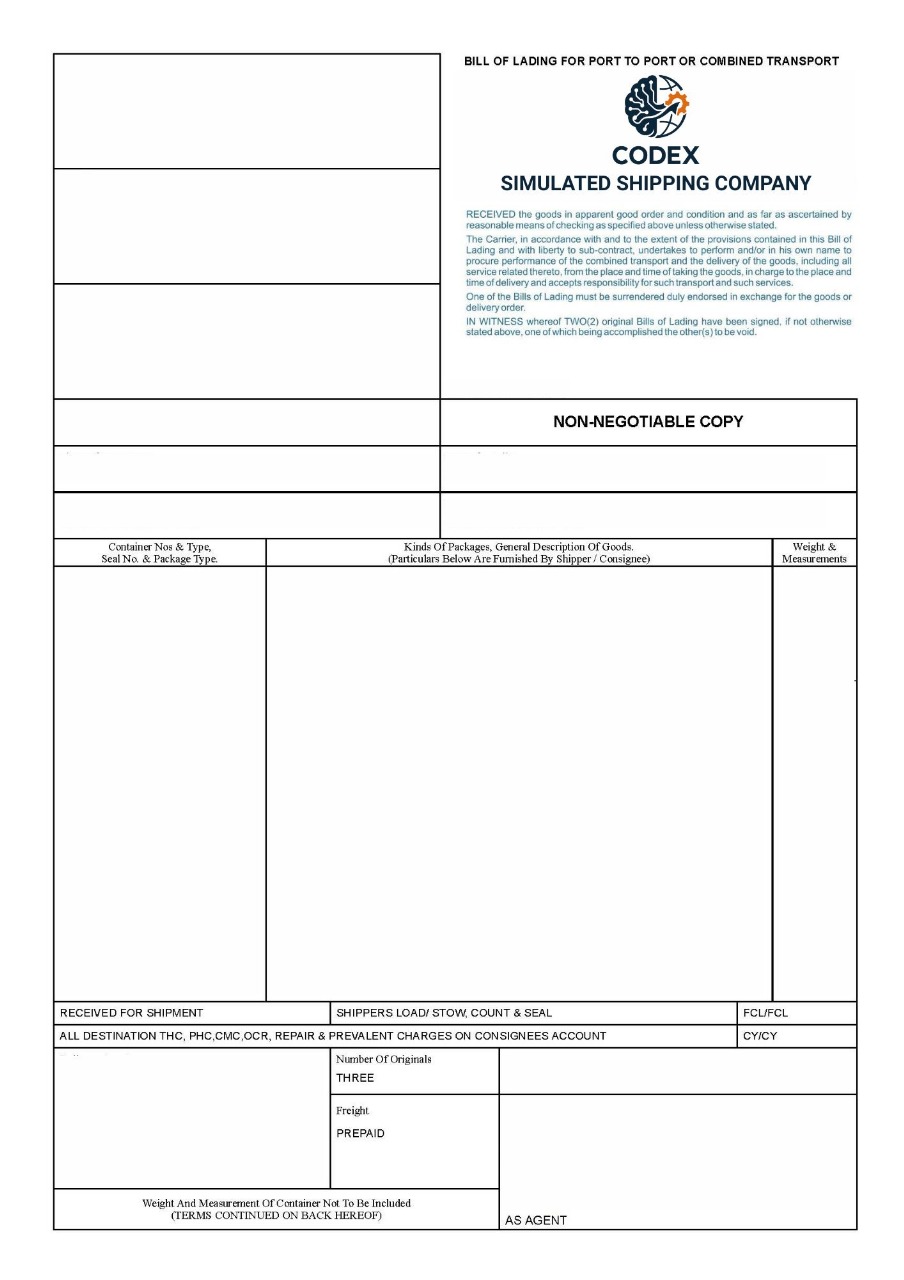 BILL OF LADING FOR PORT TO PORT OR COMBINED TRANSPORT
CODEX
SIMULATED SHIPPING COMPANY
RECEIVED the goods in apparent good order and condition and as far as ascertained by
reasonable means of checking as specified above unless otherwise stated.
The Carrier, in accordance with and to the extent of the provisions contained in this Bill of
Lading and with liberty to sub-contract, undertakes to perform and/or in his own name to
procure performance of the combined transport and the delivery of the goods, including all
service related thereto, from the place and time of taking the goods, in charge to the place and
time of delivery and accepts responsibility for such transport and such services.
One of the Bills of Lading must be surrendered duly endorsed in exchange for the goods or
delivery order.
IN WITNESS whereof TWO(2) original Bills of Lading have been signed, if not otherwise
stated above, one of which being accomplished the other(s) to be void.
NON-NEGOTIABLE COPY
Container Nos & Type,
Seal No. & Package Type.
Kinds Of Packages, General Description Of Goods.
(Particulars Below Are Furnished By Shipper / Consignee)
Weight &
Measurements
RECEIVED FOR SHIPMENT
SHIPPERS LOAD/ STOW, COUNT & SEAL
FCL/FCL
ALL DESTINATION THC, PHC,CMC,OCR, REPAIR & PREVALENT CHARGES ON CONSIGNEES ACCOUNT
CY/CY
Number Of Originals
THREE
Freight
PREPAID
Weight And Measurement Of Container Not To Be Included
(TERMS CONTINUED ON BACK HEREOF)
AS AGENT